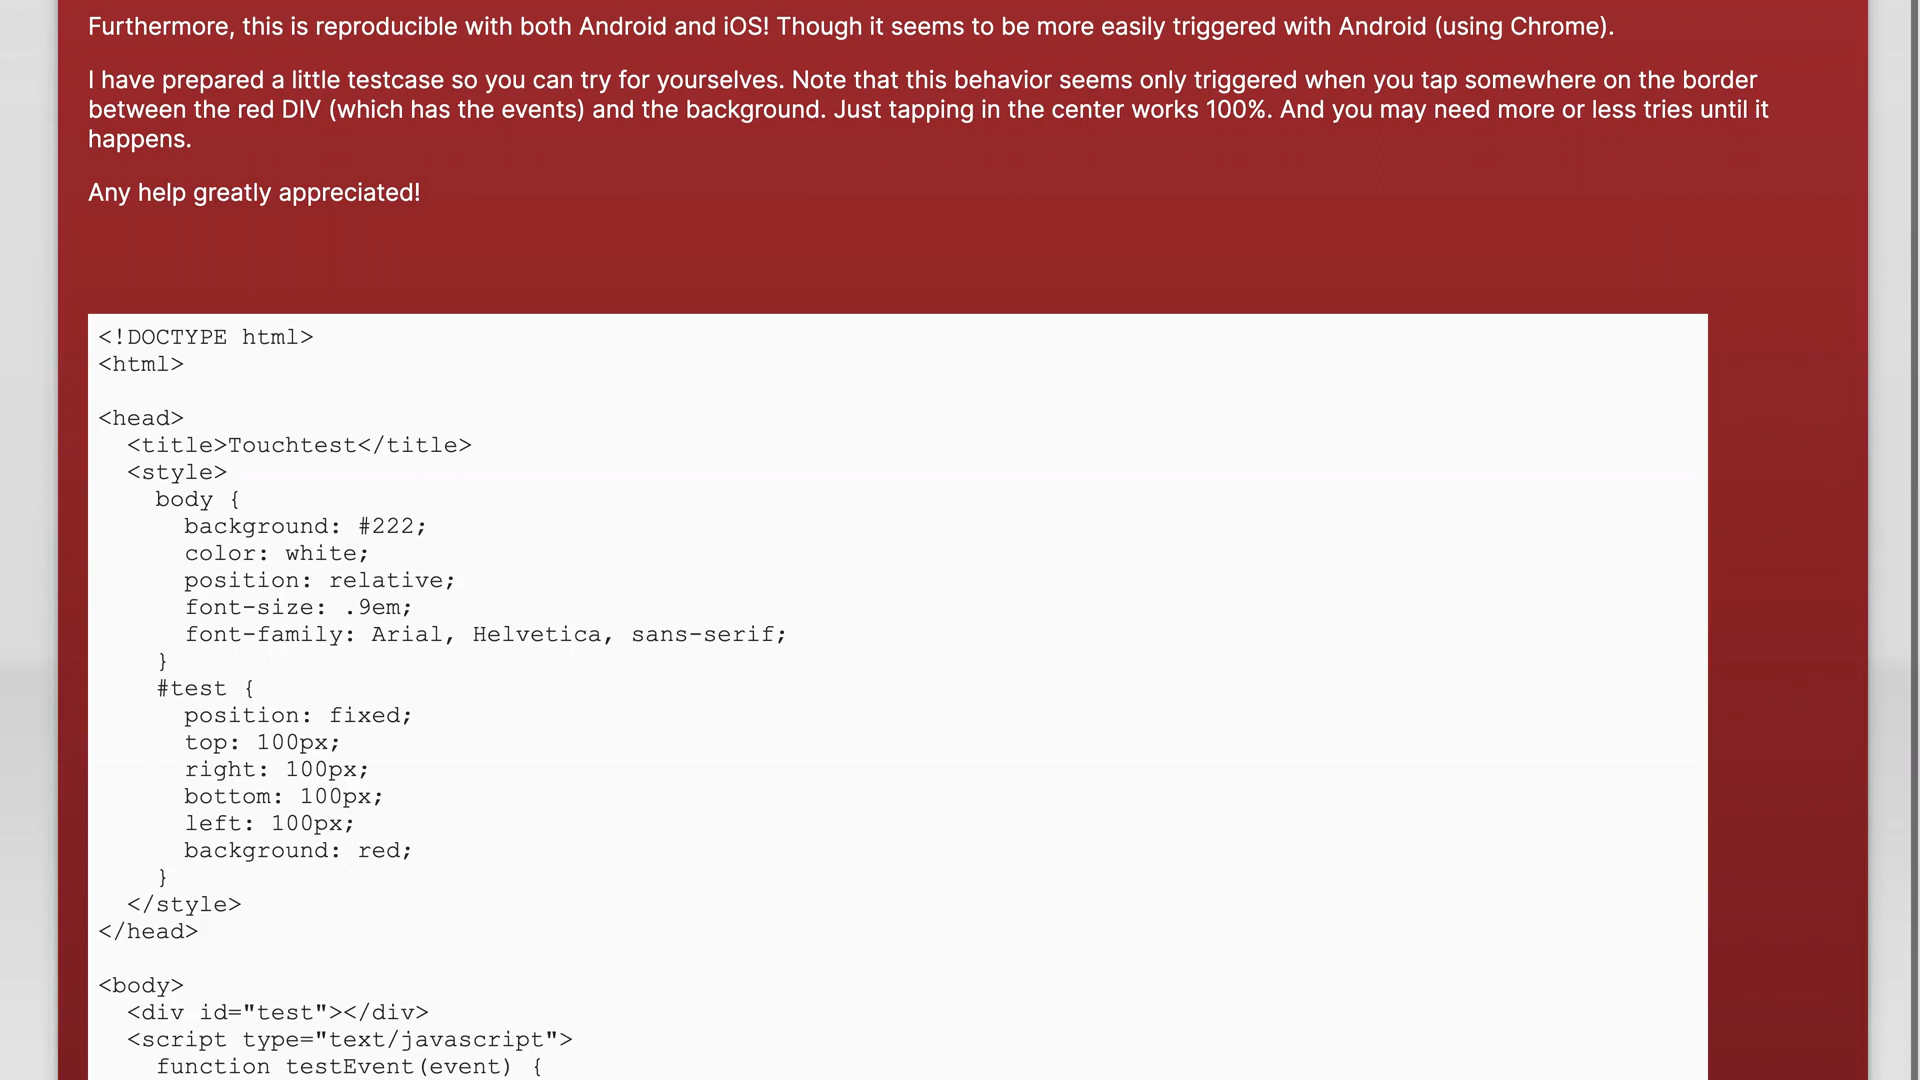 Furthermore, this is reproducible with both Android and iOS! Though it seems to be more easily triggered with Android (using Chrome).
I have prepared a little testcase so you can try for yourselves. Note that this behavior seems only triggered when you tap somewhere on the border
between the red DIV (which has the events) and the background. Just tapping in the center works 100%. And you may need more or less tries until it
happens.
Any help greatly appreciated!
<!DOCTYPE html>
<html>
<head>
  <title>Touchtest</title>
  <style>
    body {
      background: #222;
      color: white;
      position: relative;
      font-size: .9em;
      font-family: Arial, Helvetica, sans-serif;
    }
    #test {
      position: fixed;
      top: 100px;
      right: 100px;
      bottom: 100px;
      left: 100px;
      background: red;
    }
  </style>
</head>
<body>
  <div id="test"></div>
  <script type="text/javascript">
    function testEvent(event) {